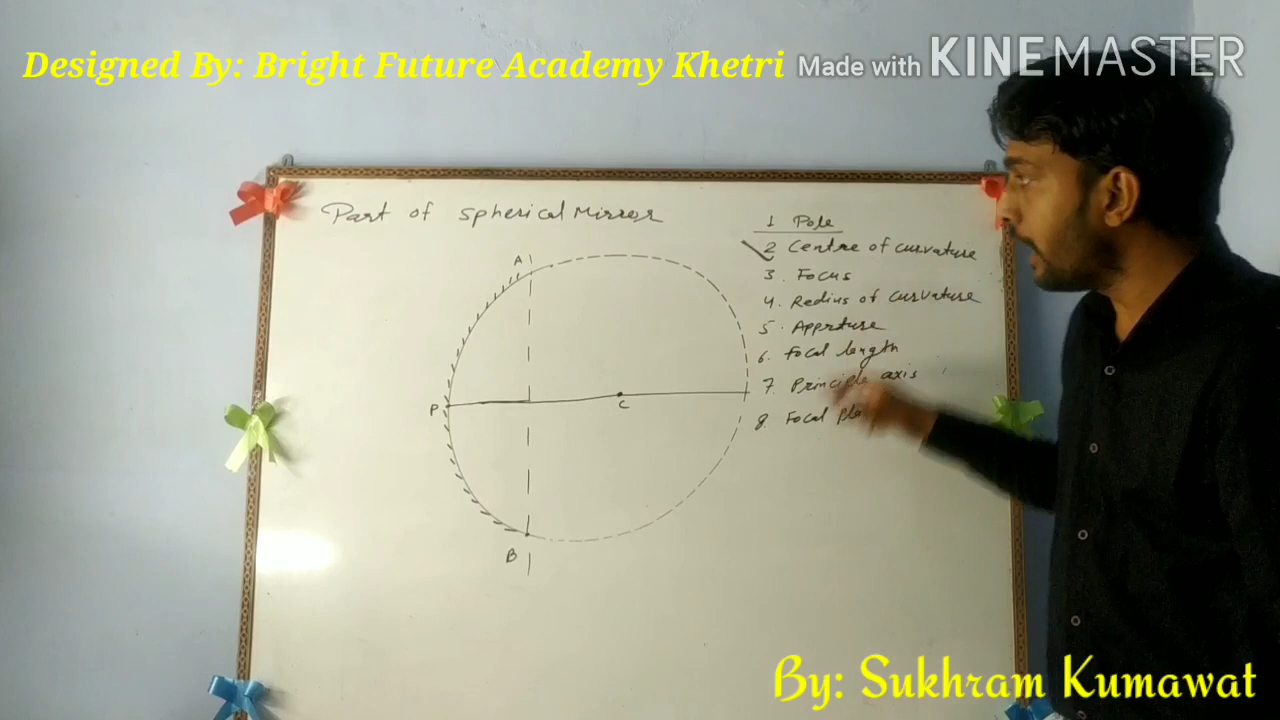 Designed By: Bright Future Academy Khetri
Made with KINEMASTER
Part of spherical Mirror
1 Pole
2 Centre of curvature
3. Focus
4. Redius of curvature
5. Apprture
6. Focal length
7. Principle axis
8. Focal
A
P
C
B
By: Sukhram Kumawat